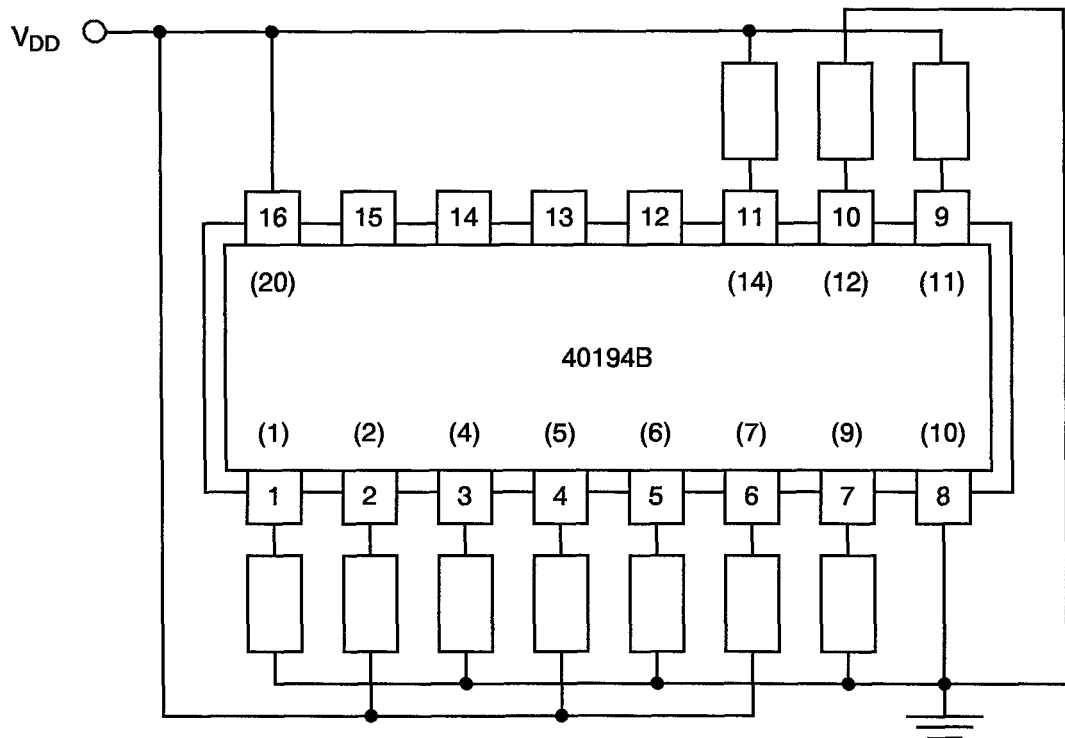 V_DD
16 15 14 13 12 11 10 9
(20) (14) (12) (11)
40194B
(1) (2) (4) (5) (6) (7) (9) (10)
1 2 3 4 5 6 7 8